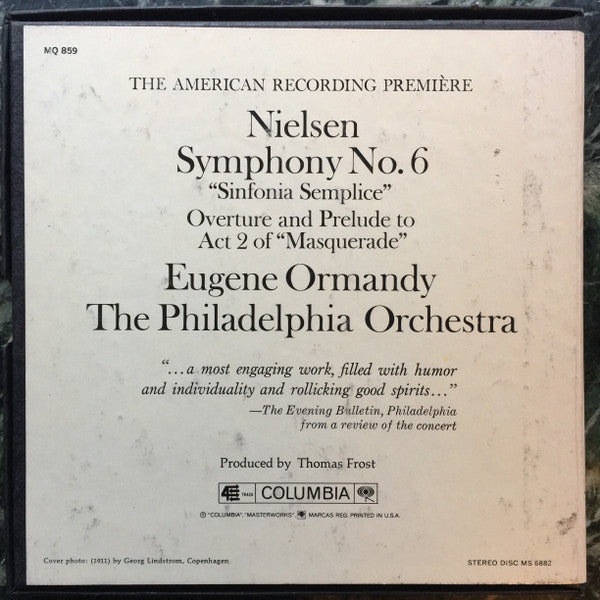 MQ 859
THE AMERICAN RECORDING PREMIÈRE
Nielsen
Symphony No. 6
“Sinfonia Semplice”
Overture and Prelude to
Act 2 of “Masquerade”
Eugene Ormandy
The Philadelphia Orchestra
“...a most engaging work, filled with humor
and individuality and rollicking good spirits...”
—The Evening Bulletin, Philadelphia
from a review of the concert
Produced by Thomas Frost
4 TRACK COLUMBIA
℗ "COLUMBIA", "MASTERWORKS", MARCAS REG. PRINTED IN U.S.A.
Cover photo: (1911) by Georg Lindstrom, Copenhagen
STEREO DISC MS 6882